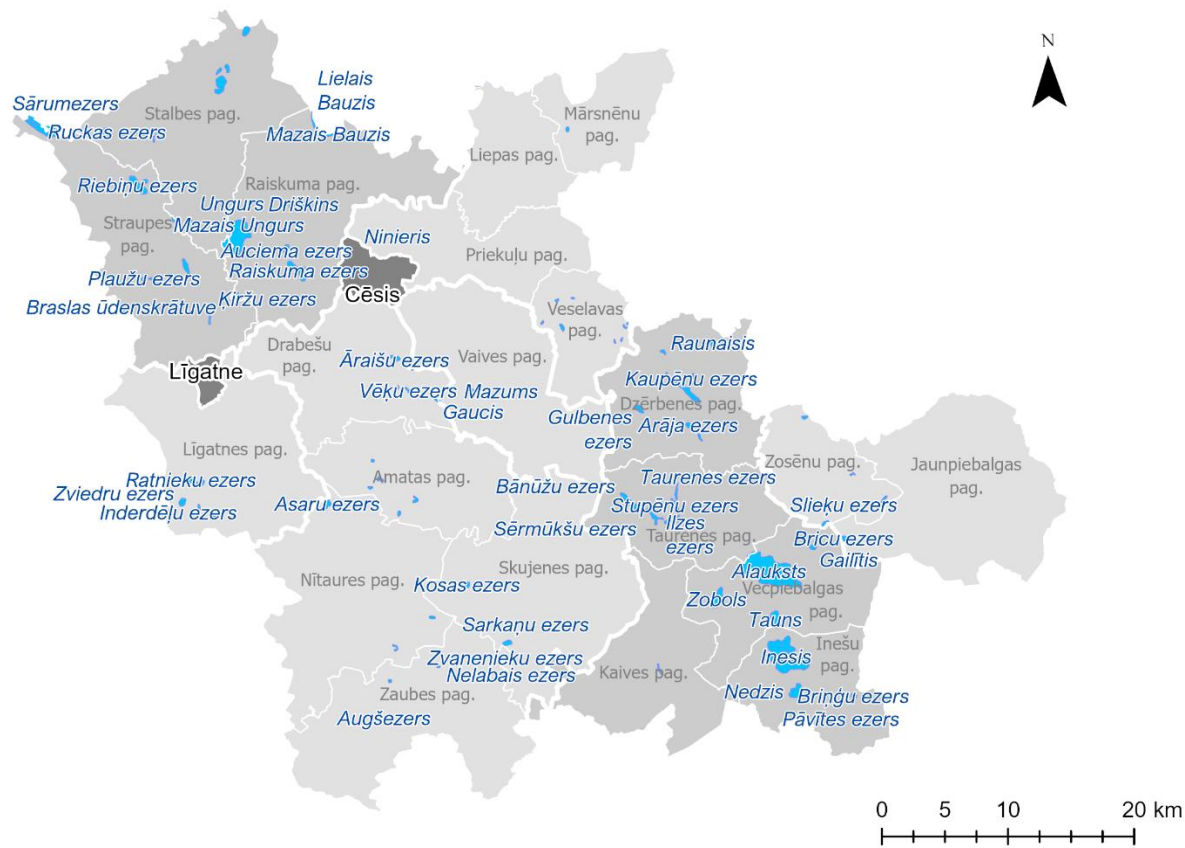 N
Lielais
Bauzis
Mazais Bauzis
Sārumezers
Ruckas ezers
Stalbes pag.
Mārsnēnu
pag.
Liepas pag.
Riebiņu ezers
Raiskuma pag.
Ungurs Driškins
Straupes
pag.
Mazais Ungurs
Auciema ezers
Raiskuma ezers
Ninieris
Priekuļu pag.
Plaužu ezers
Cēsis
Braslas ūdenskrātuve
Ķiržu ezers
Veselavas
pag.
Drabešu
pag.
Vaives pag.
Raunaisis
Līgatne
Āraišu ezers
Kaupēnu ezers
Vēķu ezers
Mazums
Gaucis
Dzērbenes pag.
Gulbenes
ezers
Arāja ezers
Līgatnes pag.
Zosēnu pag.
Jaunpiebalgas
pag.
Amatas pag.
Ratnieku ezers
Zviedru ezers
Inderdēļu ezers
Asaru ezers
Bānūžu ezers
Taurenes ezers
Stupēnu ezers
Slieķu ezers
Sērmūkšu ezers
Ilzes
ezers
Taurenes pag.
Bricu ezers
Gailītis
Nītaures pag.
Skujenes pag.
Alauksts
Kosas ezers
Vecpiebalgas
pag.
Zobols
Sarkaņu ezers
Tauns
Zvanenieku ezers
Nelabais ezers
Inešu
pag.
Inesis
Kaives pag.
Zaubes pag.
Nedzis
Briņģu ezers
Augšezers
Pāvītes ezers
0 5 10 20 km